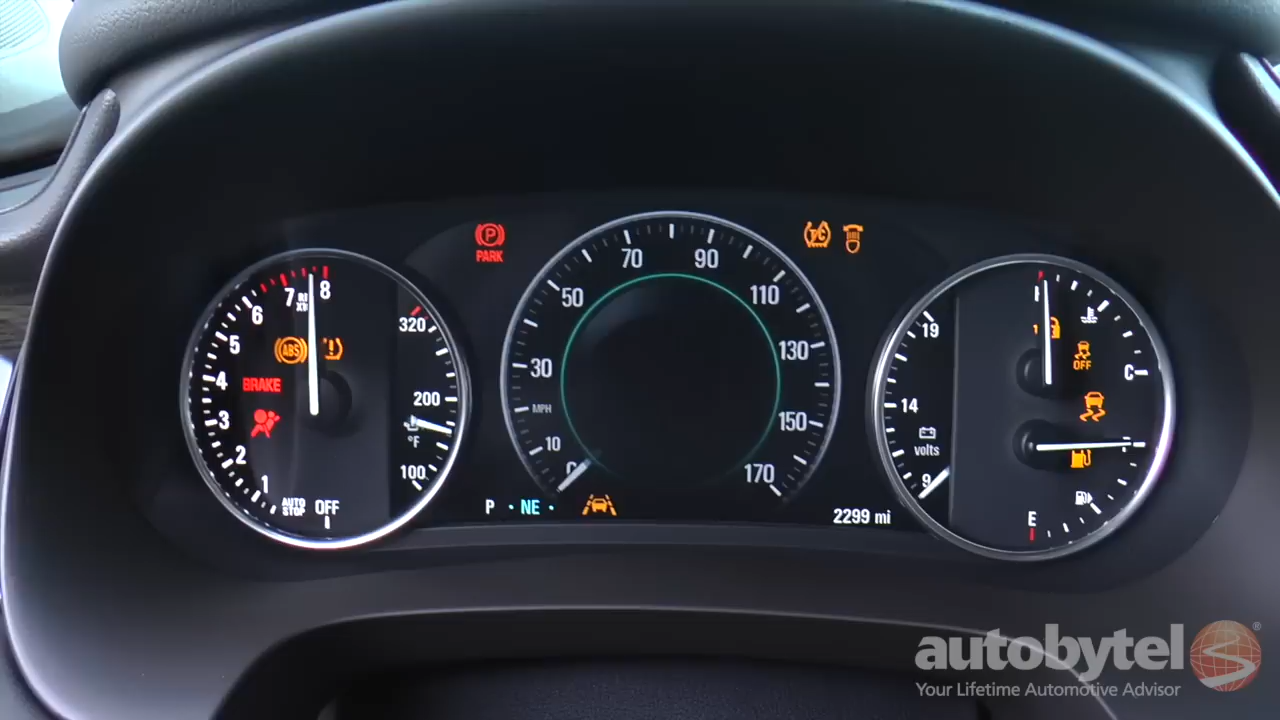 PARK
70
90
50
110
30
130
MPH
10
150
170
7
8
6
5
4
3
2
1
ABS
BRAKE
AUTO
STOP
OFF
320
200
°F
100
P · NE ·
2299 mi
TC
19
14
volts
9
OFF
C
E
autobytel®
Your Lifetime Automotive Advisor